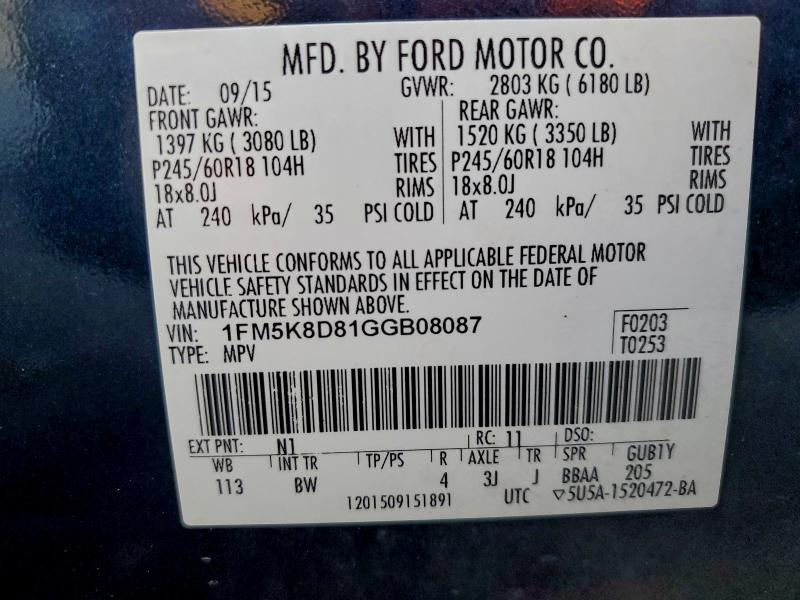 MFD. BY FORD MOTOR CO.
DATE: 09/15 GVWR: 2803 KG ( 6180 LB)
FRONT GAWR: REAR GAWR:
1397 KG ( 3080 LB) WITH 1520 KG ( 3350 LB) WITH
P245/60R18 104H TIRES P245/60R18 104H TIRES
18x8.0J RIMS 18x8.0J RIMS
AT 240 kPa/ 35 PSI COLD AT 240 kPa/ 35 PSI COLD
THIS VEHICLE CONFORMS TO ALL APPLICABLE FEDERAL MOTOR
VEHICLE SAFETY STANDARDS IN EFFECT ON THE DATE OF
MANUFACTURE SHOWN ABOVE.
VIN: 1FM5K8D81GGB08087 F0203
TYPE: MPV T0253
EXT PNT: N1 RC: 11 DSO:
WB INT TR TP/PS R AXLE TR SPR GUB1Y
113 BW 4 3J J BBAA 205
1201509151891 UTC ▽5U5A-1520472-BA